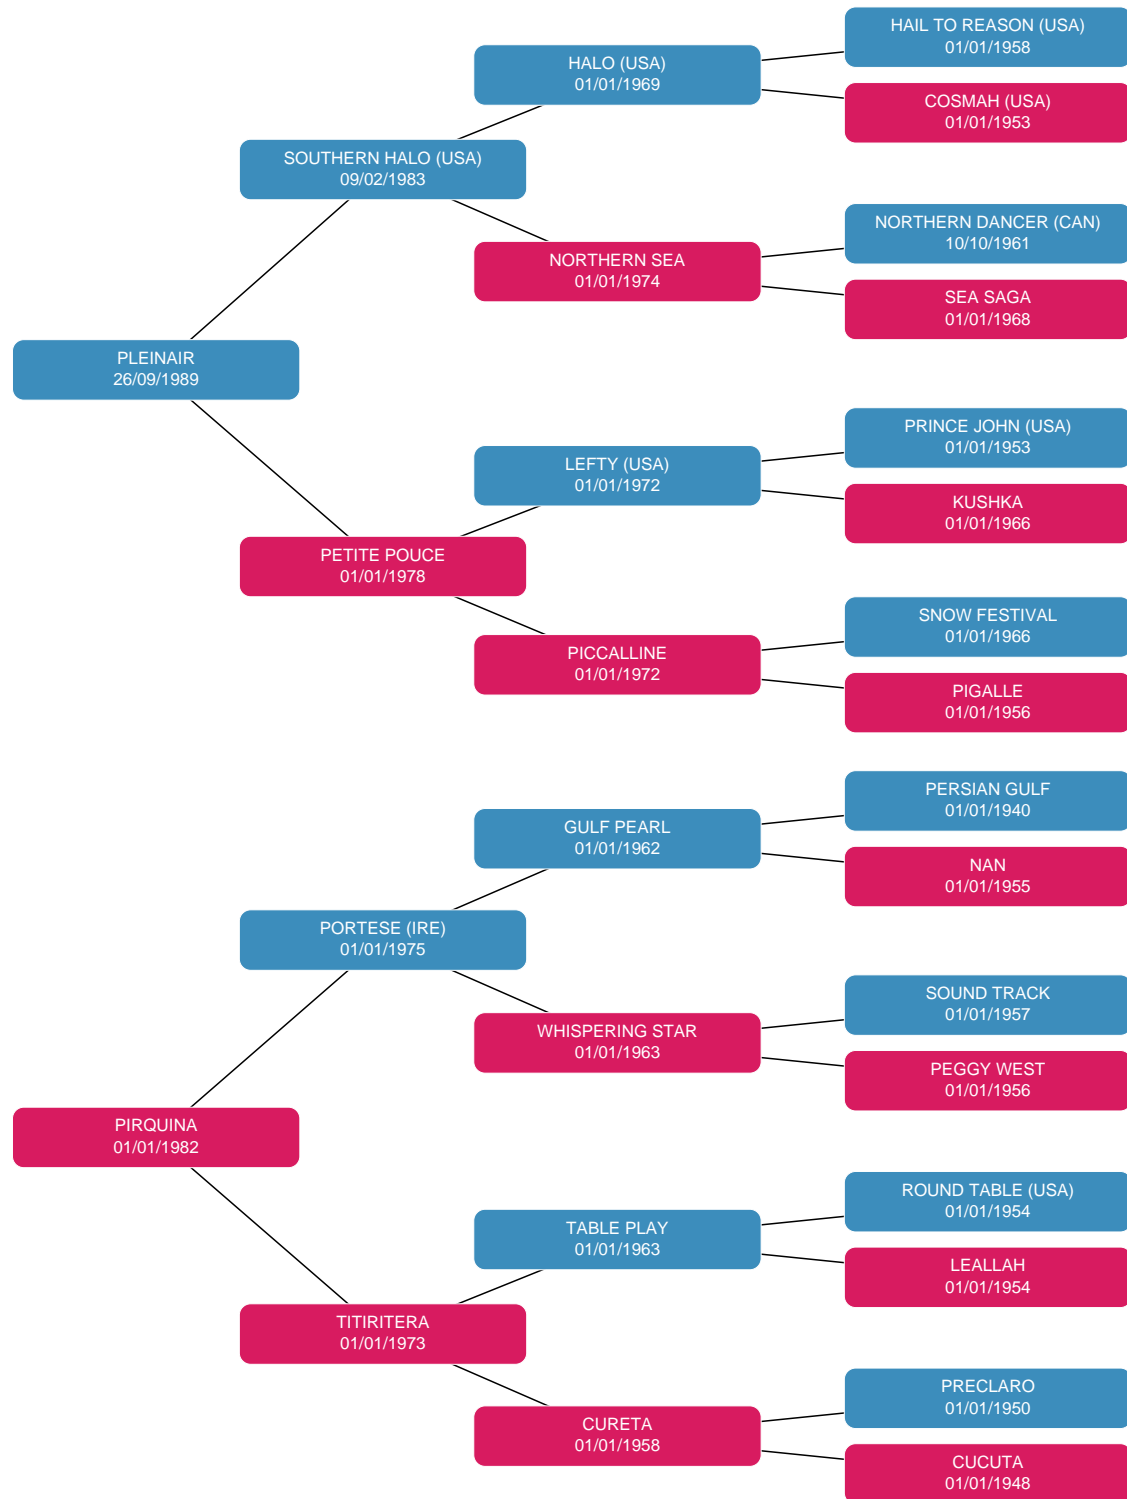 HAIL TO REASON (USA)
01/01/1958
HALO (USA)
01/01/1969
COSMAH (USA)
01/01/1953
SOUTHERN HALO (USA)
09/02/1983
NORTHERN DANCER (CAN)
10/10/1961
NORTHERN SEA
01/01/1974
SEA SAGA
01/01/1968
PLEINAIR
26/09/1989
PRINCE JOHN (USA)
01/01/1953
LEFTY (USA)
01/01/1972
KUSHKA
01/01/1966
PETITE POUCE
01/01/1978
SNOW FESTIVAL
01/01/1966
PICCALLINE
01/01/1972
PIGALLE
01/01/1956
PERSIAN GULF
01/01/1940
GULF PEARL
01/01/1962
NAN
01/01/1955
PORTESE (IRE)
01/01/1975
SOUND TRACK
01/01/1957
WHISPERING STAR
01/01/1963
PEGGY WEST
01/01/1956
PIRQUINA
01/01/1982
ROUND TABLE (USA)
01/01/1954
TABLE PLAY
01/01/1963
LEALLAH
01/01/1954
TITIRITERA
01/01/1973
PRECLARO
01/01/1950
CURETA
01/01/1958
CUCUTA
01/01/1948